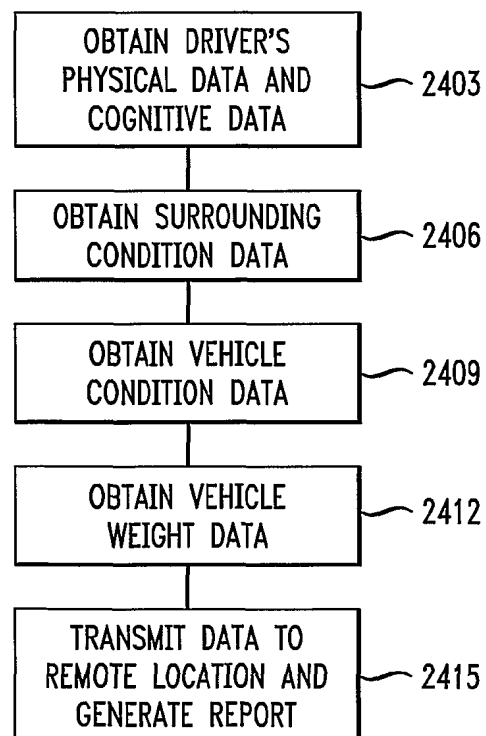 OBTAIN DRIVER'S
PHYSICAL DATA AND
COGNITIVE DATA
2403
OBTAIN SURROUNDING
CONDITION DATA
2406
OBTAIN VEHICLE
CONDITION DATA
2409
OBTAIN VEHICLE
WEIGHT DATA
2412
TRANSMIT DATA TO
REMOTE LOCATION AND
GENERATE REPORT
2415